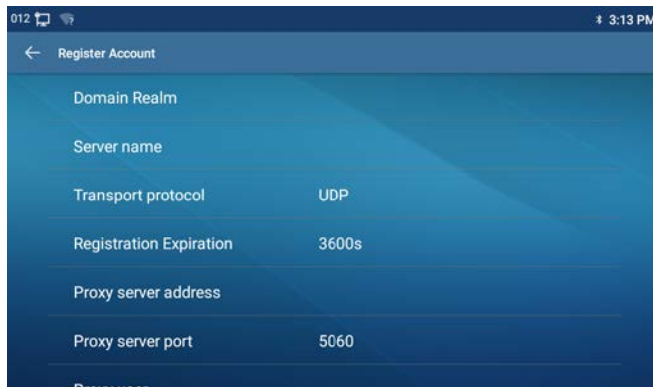 012 3:13 PM
Register Account
Domain Realm
Server name
Transport protocol UDP
Registration Expiration 3600s
Proxy server address
Proxy server port 5060